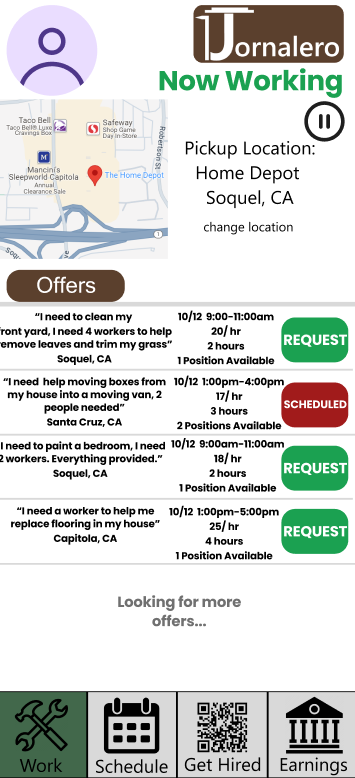 Jornalero
Now Working
Taco Bell
Taco Bell® Luxe
Cravings Box
Safeway
Shop Game
Day In-Store
Robertson St
M
Mancini's
Sleepworld Capitola
Annual
Clearance Sale
The Home Depot
1
Pickup Location:
Home Depot
Soquel, CA
change location
Offers
“I need to clean my
front yard, I need 4 workers to help
remove leaves and trim my grass”
Soquel, CA
10/12 9:00-11:00am
20/ hr
2 hours
1 Position Available
REQUEST
“I need help moving boxes from
my house into a moving van, 2
people needed”
Santa Cruz, CA
10/12 1:00pm-4:00pm
17/ hr
3 hours
2 Positions Available
SCHEDULED
I need to paint a bedroom, I need
2 workers. Everything provided.”
Soquel, CA
10/12 9:00am-11:00am
18/ hr
2 hours
1 Position Available
REQUEST
“I need a worker to help me
replace flooring in my house”
Capitola, CA
10/12 1:00pm-5:00pm
25/ hr
4 hours
1 Position Available
REQUEST
Looking for more
offers...
Work
Schedule
Get Hired
Earnings